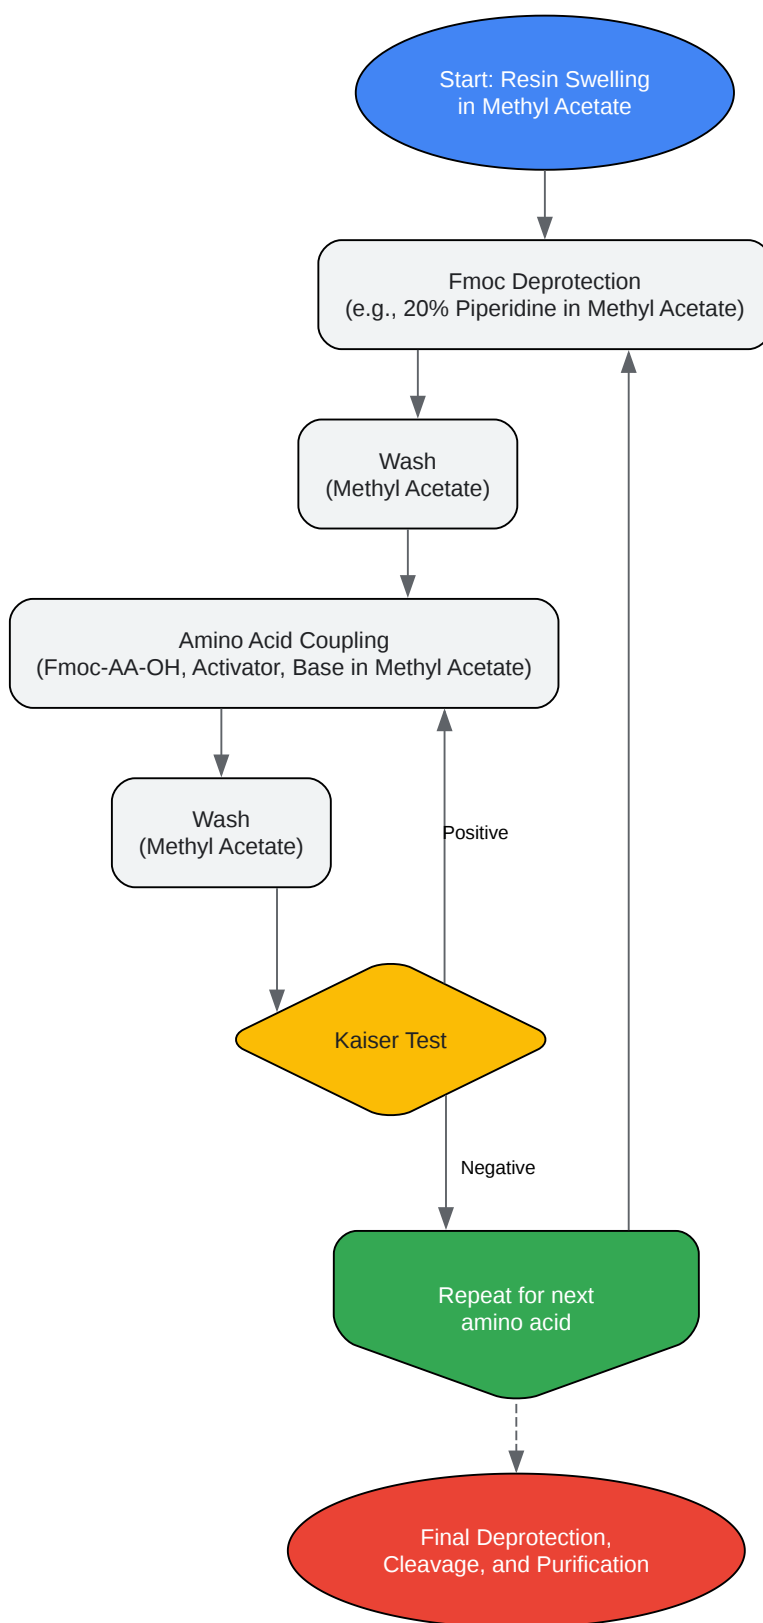 Start: Resin Swelling
in Methyl Acetate
Fmoc Deprotection
(e.g., 20% Piperidine in Methyl Acetate)
Wash
(Methyl Acetate)
Amino Acid Coupling
(Fmoc-AA-OH, Activator, Base in Methyl Acetate)
Wash
(Methyl Acetate)
Positive
Kaiser Test
Negative
Repeat for next
amino acid
Final Deprotection,
Cleavage, and Purification